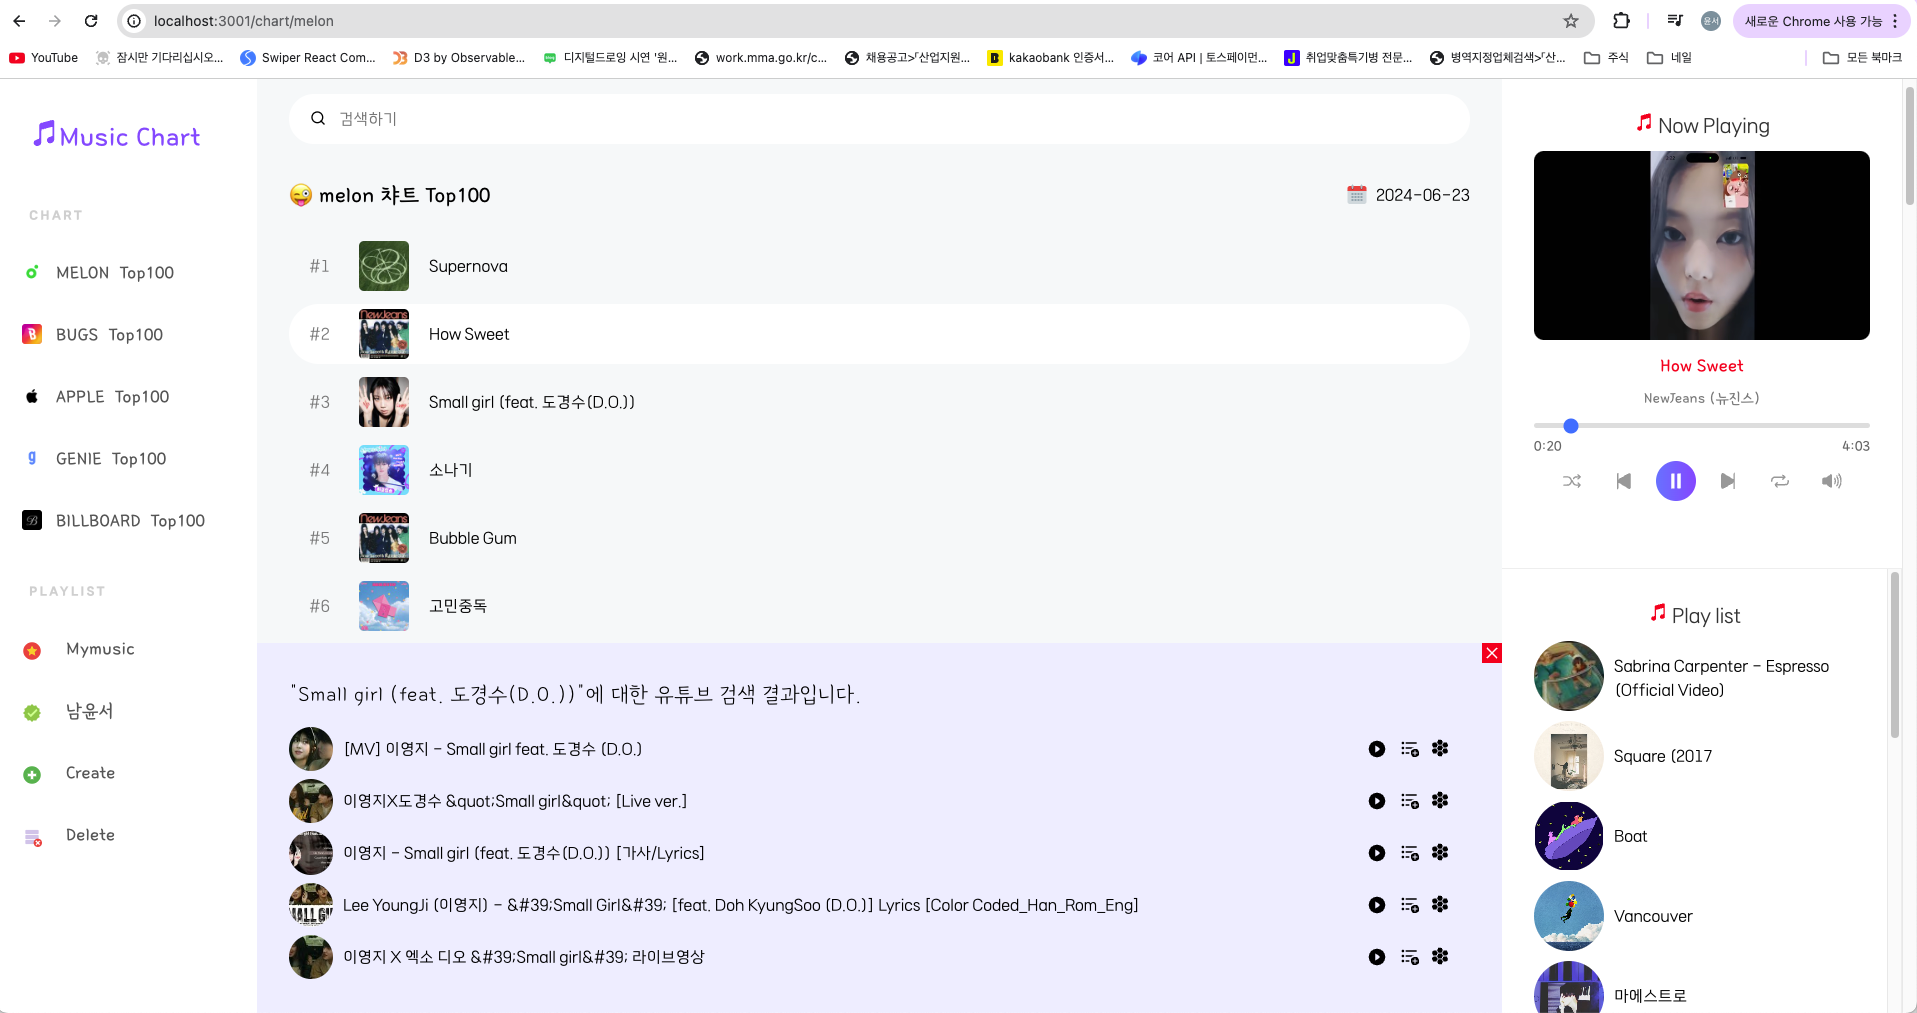 localhost:3001/chart/melon
윤서
새로운 Chrome 사용 가능
YouTube
잠시만 기다리십시오...
Swiper React Com...
D3 by Observable...
디지털드로잉 시연 '원...
work.mma.go.kr/c...
채용공고>「산업지원...
kakaobank 인증서...
코어 API | 토스페이먼...
취업맞춤특기병 전문...
병역지정업체검색>「산...
주식
네일
모든 북마크
Music Chart
CHART
MELON Top100
BUGS Top100
APPLE Top100
GENIE Top100
BILLBOARD Top100
PLAYLIST
Mymusic
남윤서
Create
Delete
검색하기
melon 챠트 Top100
2024-06-23
#1 Supernova
#2 How Sweet
#3 Small girl (feat. 도경수(D.O.))
#4 소나기
#5 Bubble Gum
#6 고민중독
"Small girl (feat. 도경수(D.O.))"에 대한 유튜브 검색 결과입니다.
[MV] 이영지 - Small girl feat. 도경수 (D.O.)
이영지X도경수 &quot;Small girl&quot; [Live ver.]
이영지 - Small girl (feat. 도경수(D.O.)) [가사/Lyrics]
Lee YoungJi (이영지) - &#39;Small Girl&#39; [feat. Doh KyungSoo (D.O.)] Lyrics [Color Coded_Han_Rom_Eng]
이영지 X 엑소 디오 &#39;Small girl&#39; 라이브영상
Now Playing
How Sweet
NewJeans (뉴진스)
0:20
4:03
Play list
Sabrina Carpenter - Espresso
(Official Video)
Square (2017
Boat
Vancouver
마에스트로